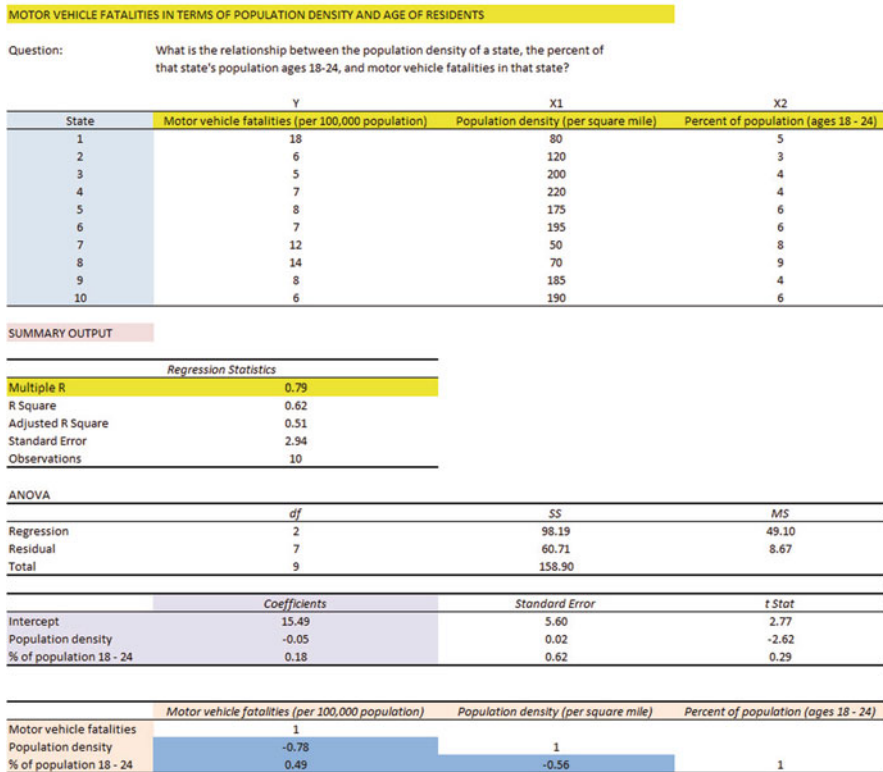 MOTOR VEHICLE FATALITIES IN TERMS OF POPULATION DENSITY AND AGE OF RESIDENTS
Question: What is the relationship between the population density of a state, the percent of
that state's population ages 18-24, and motor vehicle fatalities in that state?
Y X1 X2
State Motor vehicle fatalities (per 100,000 population) Population density (per square mile) Percent of population (ages 18 - 24)
1 18 80 5
2 6 120 3
3 5 200 4
4 7 220 4
5 8 175 6
6 7 195 6
7 12 50 8
8 14 70 9
9 8 185 4
10 6 190 6
SUMMARY OUTPUT
Regression Statistics
Multiple R 0.79
R Square 0.62
Adjusted R Square 0.51
Standard Error 2.94
Observations 10
ANOVA
df SS MS
Regression 2 98.19 49.10
Residual 7 60.71 8.67
Total 9 158.90
Coefficients Standard Error t Stat
Intercept 15.49 5.60 2.77
Population density -0.05 0.02 -2.62
% of population 18 - 24 0.18 0.62 0.29
Motor vehicle fatalities (per 100,000 population) Population density (per square mile) Percent of population (ages 18 - 24)
Motor vehicle fatalities 1
Population density -0.78 1
% of population 18 - 24 0.49 -0.56 1